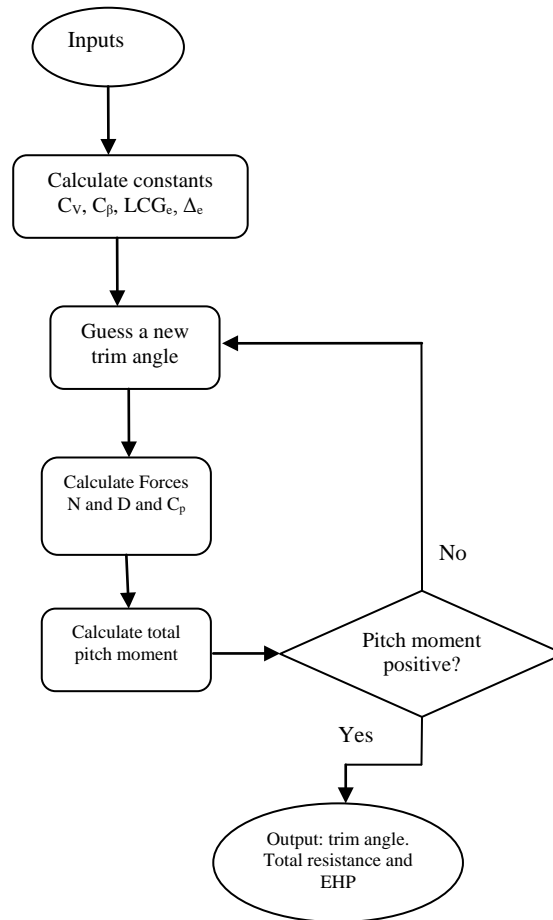 Inputs
Calculate constants
Cᵥ, Cᵦ, LCGₑ, Δₑ
Guess a new
trim angle
Calculate Forces
N and D and Cₚ
Calculate total
pitch moment
No
Pitch moment
positive?
Yes
Output: trim angle.
Total resistance and
EHP